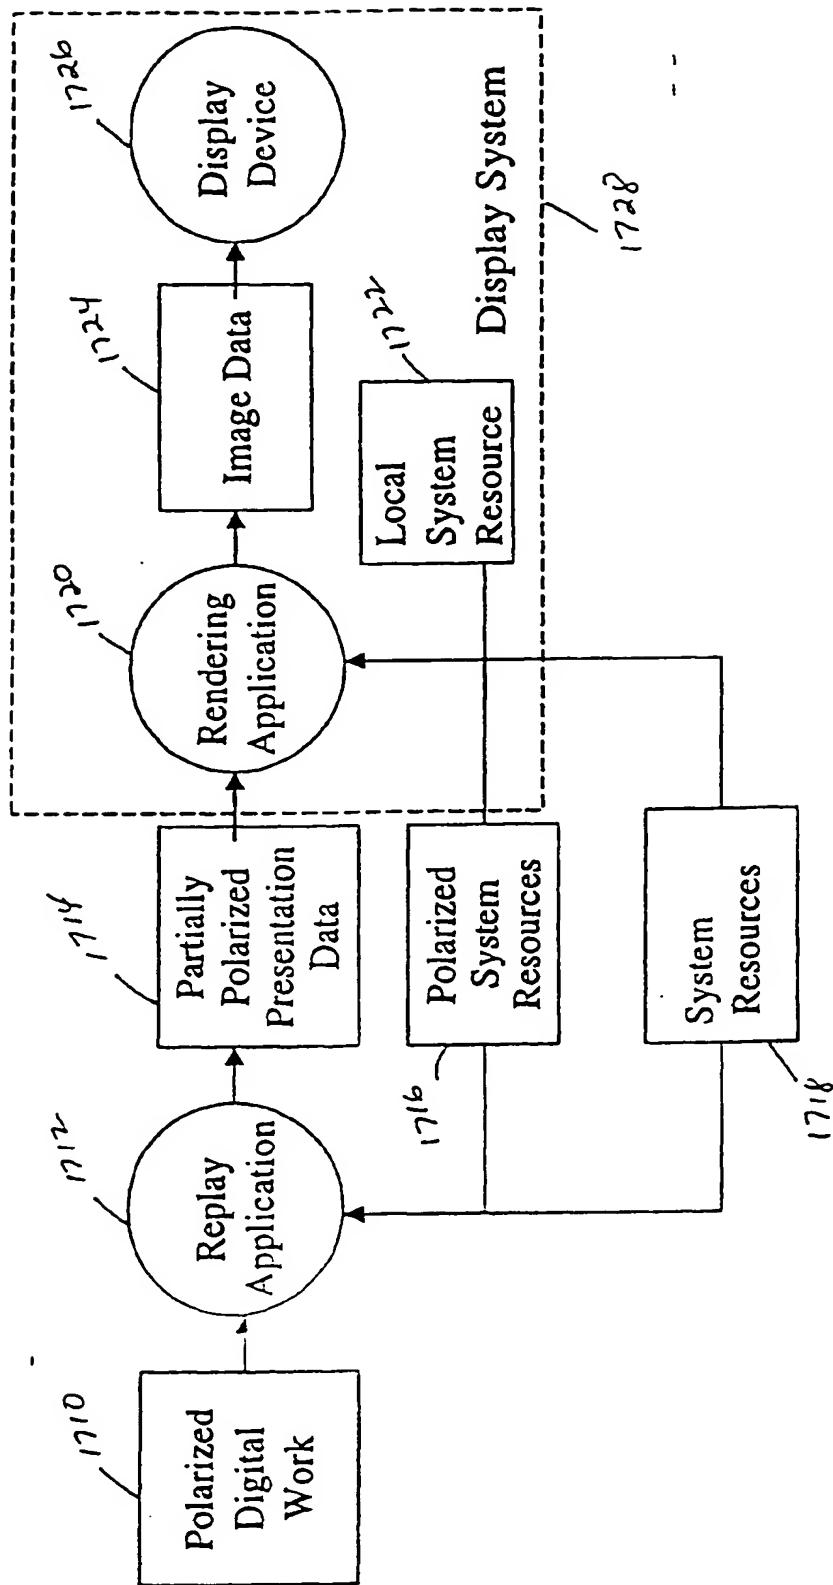 1710
Polarized
Digital
Work
1712
Replay
Application
1714
Partially
Polarized
Presentation
Data
1716
Polarized
System
Resources
System
Resources
1718
1720
Rendering
Application
1724
Image Data
1726
Display
Device
Local
System
Resource
1722
Display System
1728